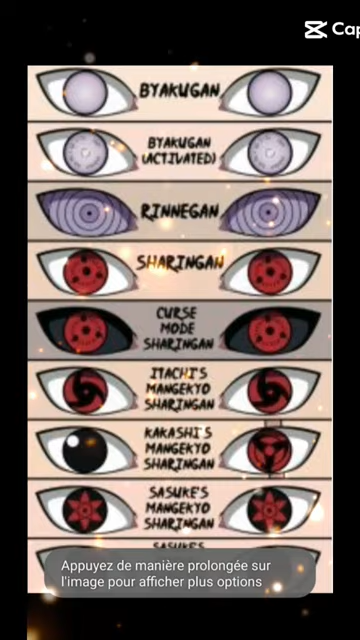 Cap
BYAKUGAN
BYAKUGAN
(ACTIVATED)
RINNEGAN
SHARINGAN
CURSE
MODE
SHARINGAN
ITACHI'S
MANGEKYO
SHARINGAN
KAKASHI'S
MANGEKYO
SHARINGAN
SASUKE'S
MANGEKYO
SHARINGAN
SASUKE'S
Appuyez de manière prolongée sur
l'image pour afficher plus options